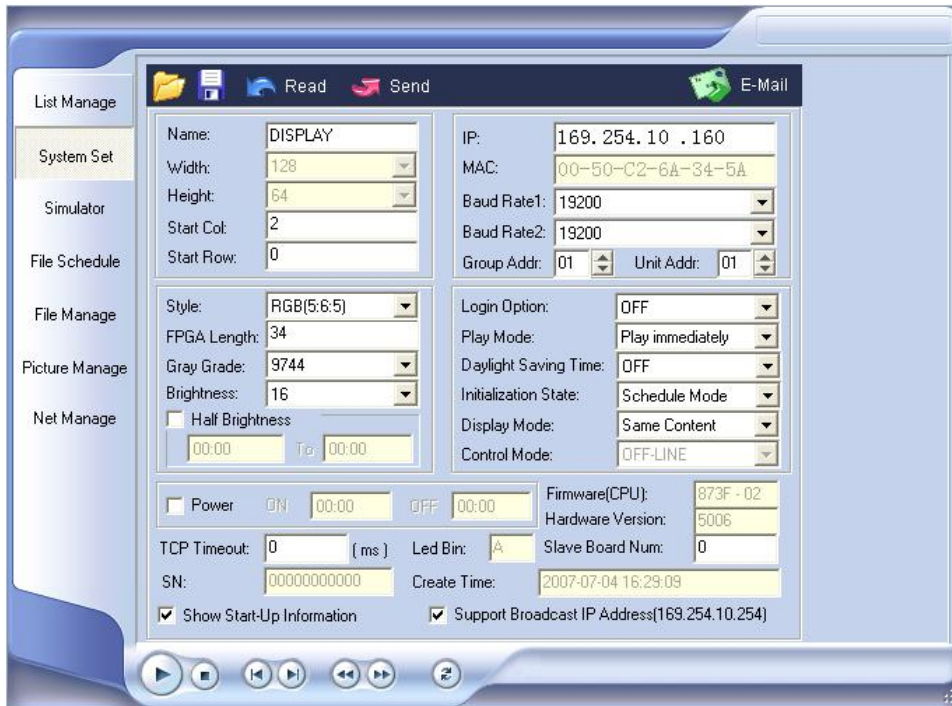 Read Send E-Mail
List Manage
System Set
Simulator
File Schedule
File Manage
Picture Manage
Net Manage
Name: DISPLAY
Width: 128
Height: 64
Start Col: 2
Start Row: 0
IP: 169.254.10 .160
MAC: 00-50-C2-6A-34-5A
Baud Rate1: 19200
Baud Rate2: 19200
Group Addr: 01 Unit Addr: 01
Style: RGB(5:6:5)
FPGA Length: 34
Gray Grade: 9744
Brightness: 16
Half Brightness
00:00 To 00:00
Login Option: OFF
Play Mode: Play immediately
Daylight Saving Time: OFF
Initialization State: Schedule Mode
Display Mode: Same Content
Control Mode: OFF-LINE
Power ON 00:00 OFF 00:00
Firmware(CPU): 873F - 02
Hardware Version: 5006
TCP Timeout: 0 ( ms ) Led Bin: A Slave Board Num: 0
SN: 00000000000 Create Time: 2007-07-04 16:29:09
Show Start-Up Information Support Broadcast IP Address(169.254.10.254)